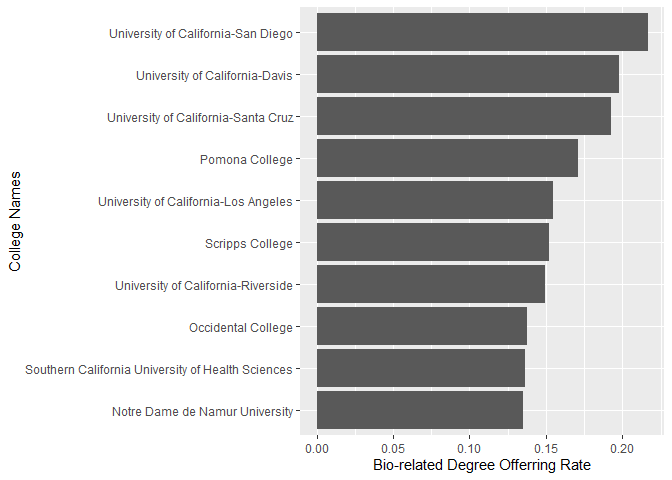 University of California-San Diego
University of California-Davis
University of California-Santa Cruz
Pomona College
University of California-Los Angeles
Scripps College
University of California-Riverside
Occidental College
Southern California University of Health Sciences
Notre Dame de Namur University
College Names
0.00 0.05 0.10 0.15 0.20
Bio-related Degree Offerring Rate